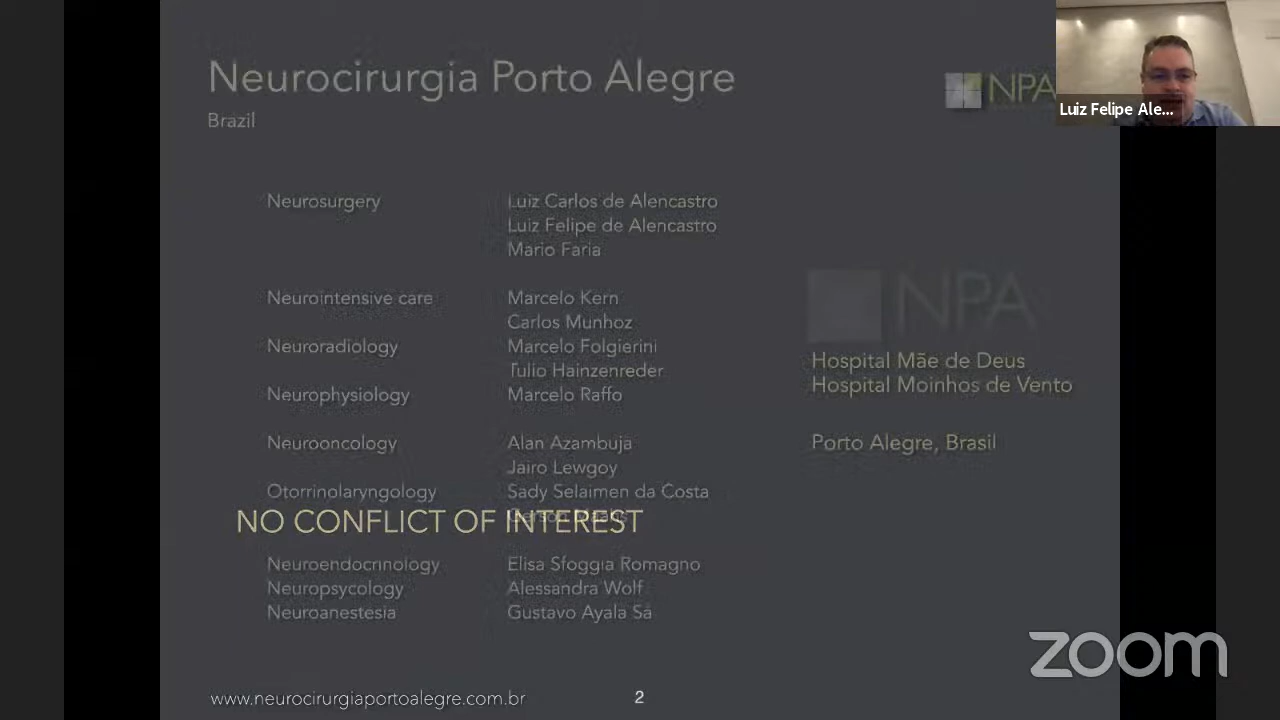 Neurocirurgia Porto Alegre
Brazil
NPA
Luiz Felipe Ale...
Neurosurgery Luiz Carlos de Alencastro
Luiz Felipe de Alencastro
Mario Faria
Neurointensive care Marcelo Kern
Carlos Munhoz
Neuroradiology Marcelo Folgierini
Tulio Hainzenreder
Neurophysiology Marcelo Raffo
Neurooncology Alan Azambuja
Jairo Lewgoy
Otorrinolaryngology Sady Selaimen da Costa
NO CONFLICT OF INTEREST
Neuroendocrinology Elisa Sfoggia Romagno
Neuropsycology Alessandra Wolf
Neuroanestesia Gustavo Ayala Sá
NPA
Hospital Mãe de Deus
Hospital Moinhos de Vento
Porto Alegre, Brasil
www.neurocirurgiaportoalegre.com.br
2
zoom